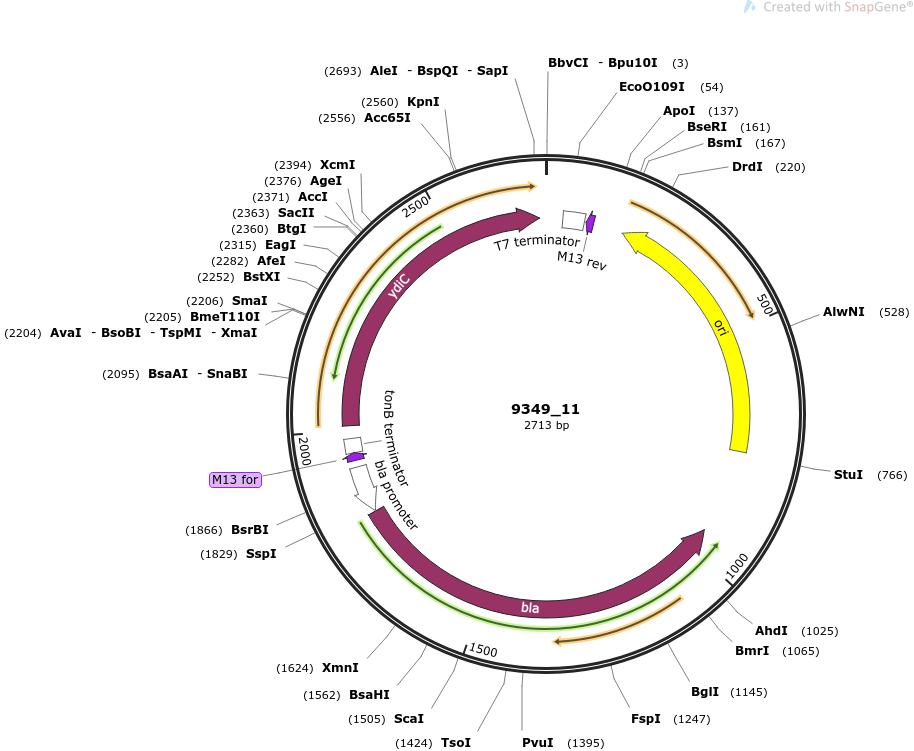 Created with SnapGene®
BbvCI - Bpu10I (3)
EcoO109I (54)
ApoI (137)
BseRI (161)
BsmI (167)
DrdI (220)
AlwNI (528)
StuI (766)
AhdI (1025)
BmrI (1065)
BglI (1145)
FspI (1247)
PvuI (1395)
(1424) TsoI
(1505) ScaI
(1562) BsaHI
(1624) XmnI
(1829) SspI
(1866) BsrBI
M13 for
(2095) BsaAI - SnaBI
(2204) AvaI - BsoBI - TspMI - XmaI
(2205) BmeT110I
(2206) SmaI
(2252) BstXI
(2282) AfeI
(2315) EagI
(2360) BtgI
(2363) SacII
(2371) AccI
(2376) AgeI
(2394) XcmI
(2556) Acc65I
(2560) KpnI
(2693) AleI - BspQI - SapI
500
1000
1500
2000
2500
T7 terminator
M13 rev
ori
ydiC
tonB terminator
bla promoter
bla
9349_11
2713 bp